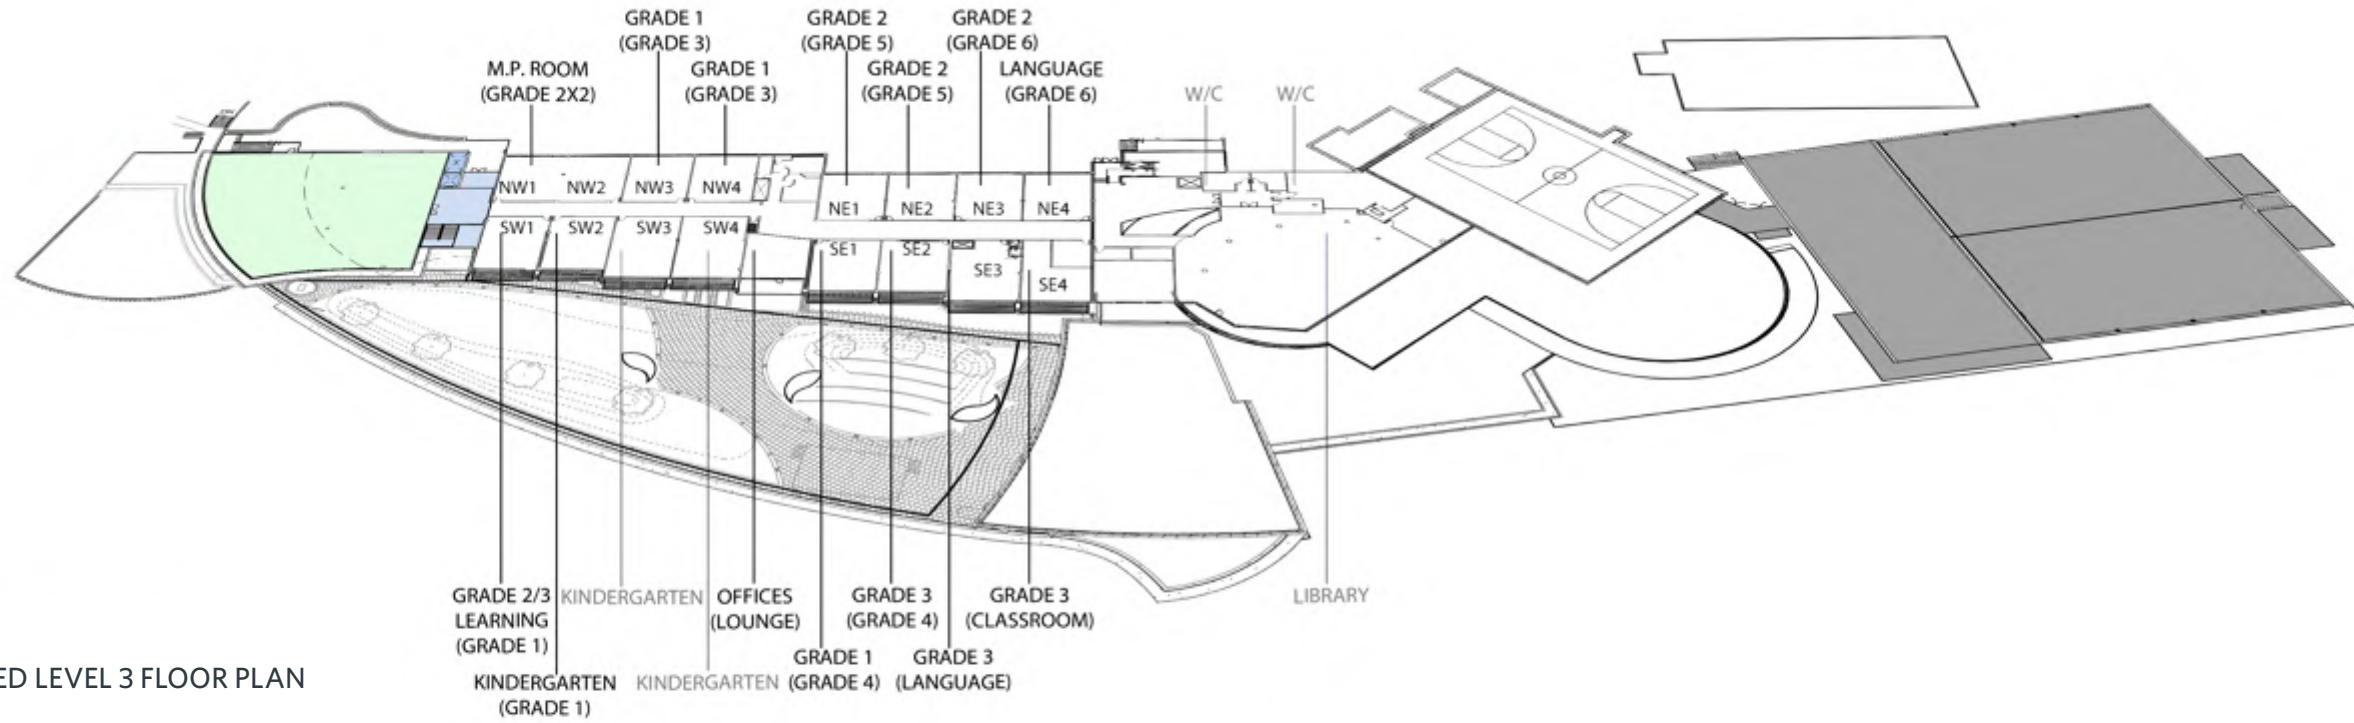 GRADE 1
(GRADE 3)
GRADE 2
(GRADE 5)
GRADE 2
(GRADE 6)
M.P. ROOM
(GRADE 2X2)
GRADE 1
(GRADE 3)
GRADE 2
(GRADE 5)
LANGUAGE
(GRADE 6)
W/C
W/C
NW1
NW2
NW3
NW4
NE1
NE2
NE3
NE4
SW1
SW2
SW3
SW4
SE1
SE2
SE3
SE4
GRADE 2/3
LEARNING
(GRADE 1)
KINDERGARTEN
OFFICES
(LOUNGE)
GRADE 3
(GRADE 4)
GRADE 3
(CLASSROOM)
LIBRARY
KINDERGARTEN
(GRADE 1)
KINDERGARTEN
GRADE 1
(GRADE 4)
GRADE 3
(LANGUAGE)
ED LEVEL 3 FLOOR PLAN